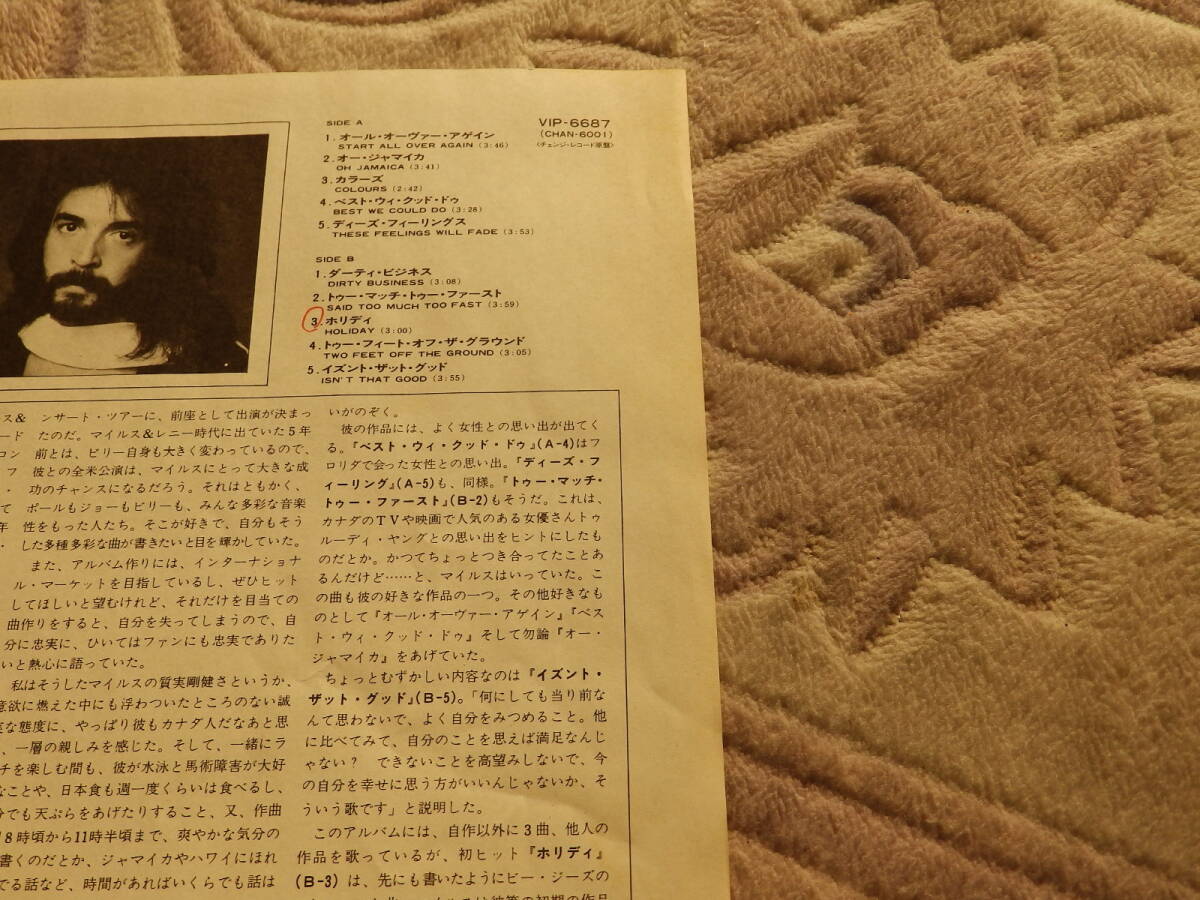 SIDE A
1. オール・オーヴァー・アゲイン
START ALL OVER AGAIN (3:46)
2. オー・ジャマイカ
OH JAMAICA (3:41)
3. カラーズ
COLOURS (2:42)
4. ベスト・ウィ・クッド・ドゥ
BEST WE COULD DO (3:28)
5. ディーズ・フィーリングス
THESE FEELINGS WILL FADE (3:53)
VIP-6687
(CHAN-6001)
〈チェンジ・レコード原盤〉
SIDE B
1. ダーティ・ビジネス
DIRTY BUSINESS (3:08)
2. トゥー・マッチ・トゥー・ファースト
SAID TOO MUCH TOO FAST (3:59)
3. ホリディ
HOLIDAY (3:00)
4. トゥー・フィート・オフ・ザ・グラウンド
TWO FEET OFF THE GROUND (3:05)
5. イズント・ザット・グッド
ISN'T THAT GOOD (3:55)
ス&
ード
コン
フ
・
て
年
・
ンサート・ツアーに、前座として出演が決まっ
たのだ。マイルス&レニー時代に出ていた5年
前とは、ビリー自身も大きく変わっているので、
彼との全米公演は、マイルスにとって大きな成
功のチャンスになるだろう。それはともかく、
ポールもジョーもビリーも、みんな多彩な音楽
性をもった人たち。そこが好きで、自分もそう
した多種多彩な曲が書きたいと目を輝かしていた。
また、アルバム作りには、インターナショナ
ル・マーケットを目指しているし、ぜひヒット
してほしいと望むけれど、それだけを目当ての
曲作りをすると、自分を失ってしまうので、自
分に忠実に、ひいてはファンにも忠実でありた
いと熱心に語っていた。
私はそうしたマイルスの質実剛健さというか、
意欲に燃えた中にも浮わついたところのない誠
実な態度に、やっぱり彼もカナダ人だなあと思
、一層の親しみを感じた。そして、一緒にラ
チを楽しむ間も、彼が水泳と馬術障害が大好
なことや、日本食も週一度くらいは食べるし、
分でも天ぷらをあげたりすること、又、作曲
8時頃から11時半頃まで、爽やかな気分の
書くのだとか、ジャマイカやハワイにほれ
でる話など、時間があればいくらでも話は
いがのぞく。
彼の作品には、よく女性との思い出が出てく
る。『ベスト・ウィ・クッド・ドゥ』(A-4)はフ
ロリダで会った女性との思い出。「ディーズ・フ
ィーリング』(A-5)も、同様。『トゥー・マッチ・
トゥー・ファースト』(B-2)もそうだ。これは、
カナダのTVや映画で人気のある女優さんトゥ
ルーディ・ヤングとの思い出をヒントにしたも
のだとか。かつてちょっとつき合ってたことあ
るんだけど……と、マイルスはいっていた。こ
の曲も彼の好きな作品の一つ。その他好きなも
のとして『オール・オーヴァー・アゲイン』『ベス
ト・ウィ・クッド・ドゥ』そして勿論『オー・
ジャマイカ』をあげていた。
ちょっとむずかしい内容なのは『イズント・
ザット・グッド』(B-5)。「何にしても当り前な
んて思わないで、よく自分をみつめること。他
に比べてみて、自分のことを思えば満足なんじ
ゃない? できないことを高望みしないで、今
の自分を幸せに思う方がいいんじゃないか、そ
ういう歌です」と説明した。
このアルバムには、自作以外に3曲、他人の
作品を歌っているが、初ヒット『ホリディ』
(B-3)は、先にも書いたようにビー・ジーズの